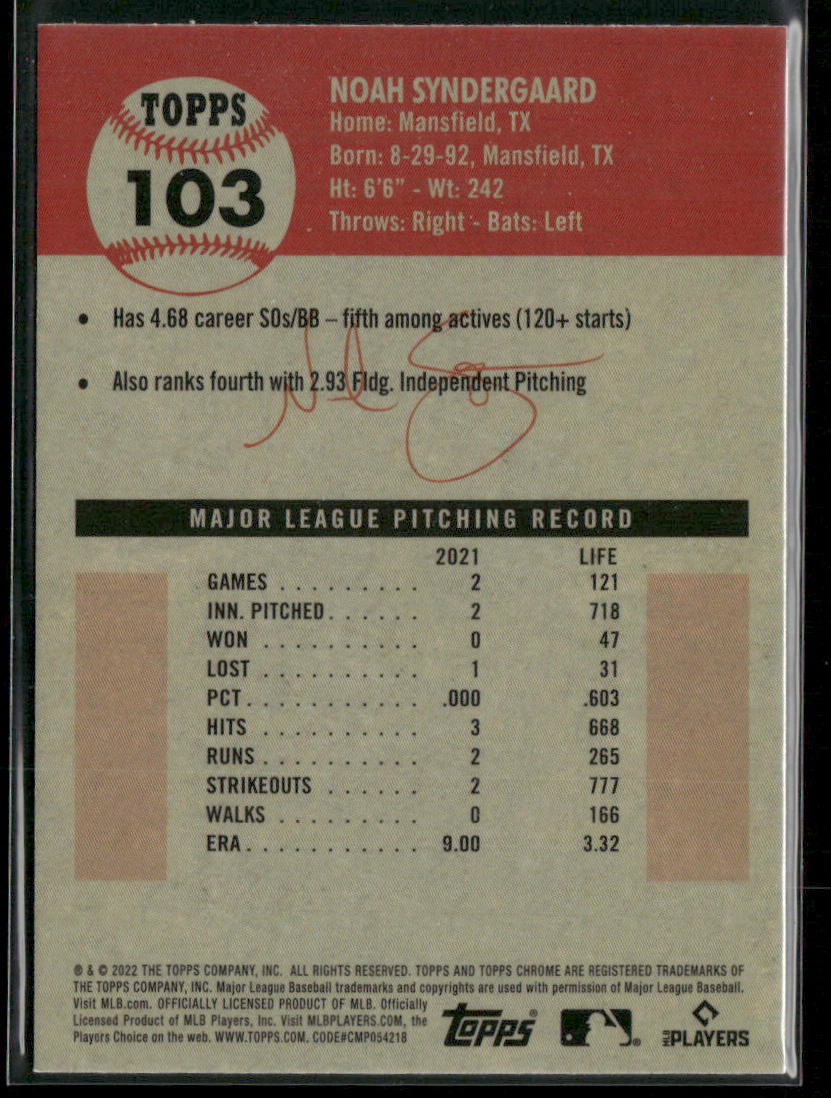 TOPPS
103
NOAH SYNDERGAARD
Home: Mansfield, TX
Born: 8-29-92, Mansfield, TX
Ht: 6'6" - Wt: 242
Throws: Right - Bats: Left
• Has 4.68 career SOs/BB – fifth among actives (120+ starts)
• Also ranks fourth with 2.93 Fldg. Independent Pitching
MAJOR LEAGUE PITCHING RECORD
2021 LIFE
GAMES . . . . . . . . . . 2 121
INN. PITCHED . . . . . . 2 718
WON . . . . . . . . . . . 0 47
LOST . . . . . . . . . . . 1 31
PCT . . . . . . . . . . . .000 .603
HITS . . . . . . . . . . . 3 668
RUNS . . . . . . . . . . 2 265
STRIKEOUTS . . . . . . 2 777
WALKS . . . . . . . . . 0 166
ERA . . . . . . . . . . . 9.00 3.32
® & © 2022 THE TOPPS COMPANY, INC. ALL RIGHTS RESERVED. TOPPS AND TOPPS CHROME ARE REGISTERED TRADEMARKS OF
THE TOPPS COMPANY, INC. Major League Baseball trademarks and copyrights are used with permission of Major League Baseball.
Visit MLB.com. OFFICIALLY LICENSED PRODUCT OF MLB. Officially
Licensed Product of MLB Players, Inc. Visit MLBPLAYERS.COM, the
Players Choice on the web. WWW.TOPPS.COM. CODE#CMP054218
Topps®
MLB PLAYERS